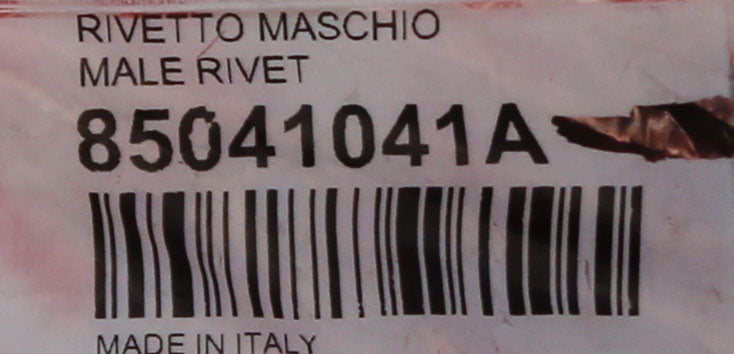 RIVETTO MASCHIO
MALE RIVET
85041041A
MADE IN ITALY